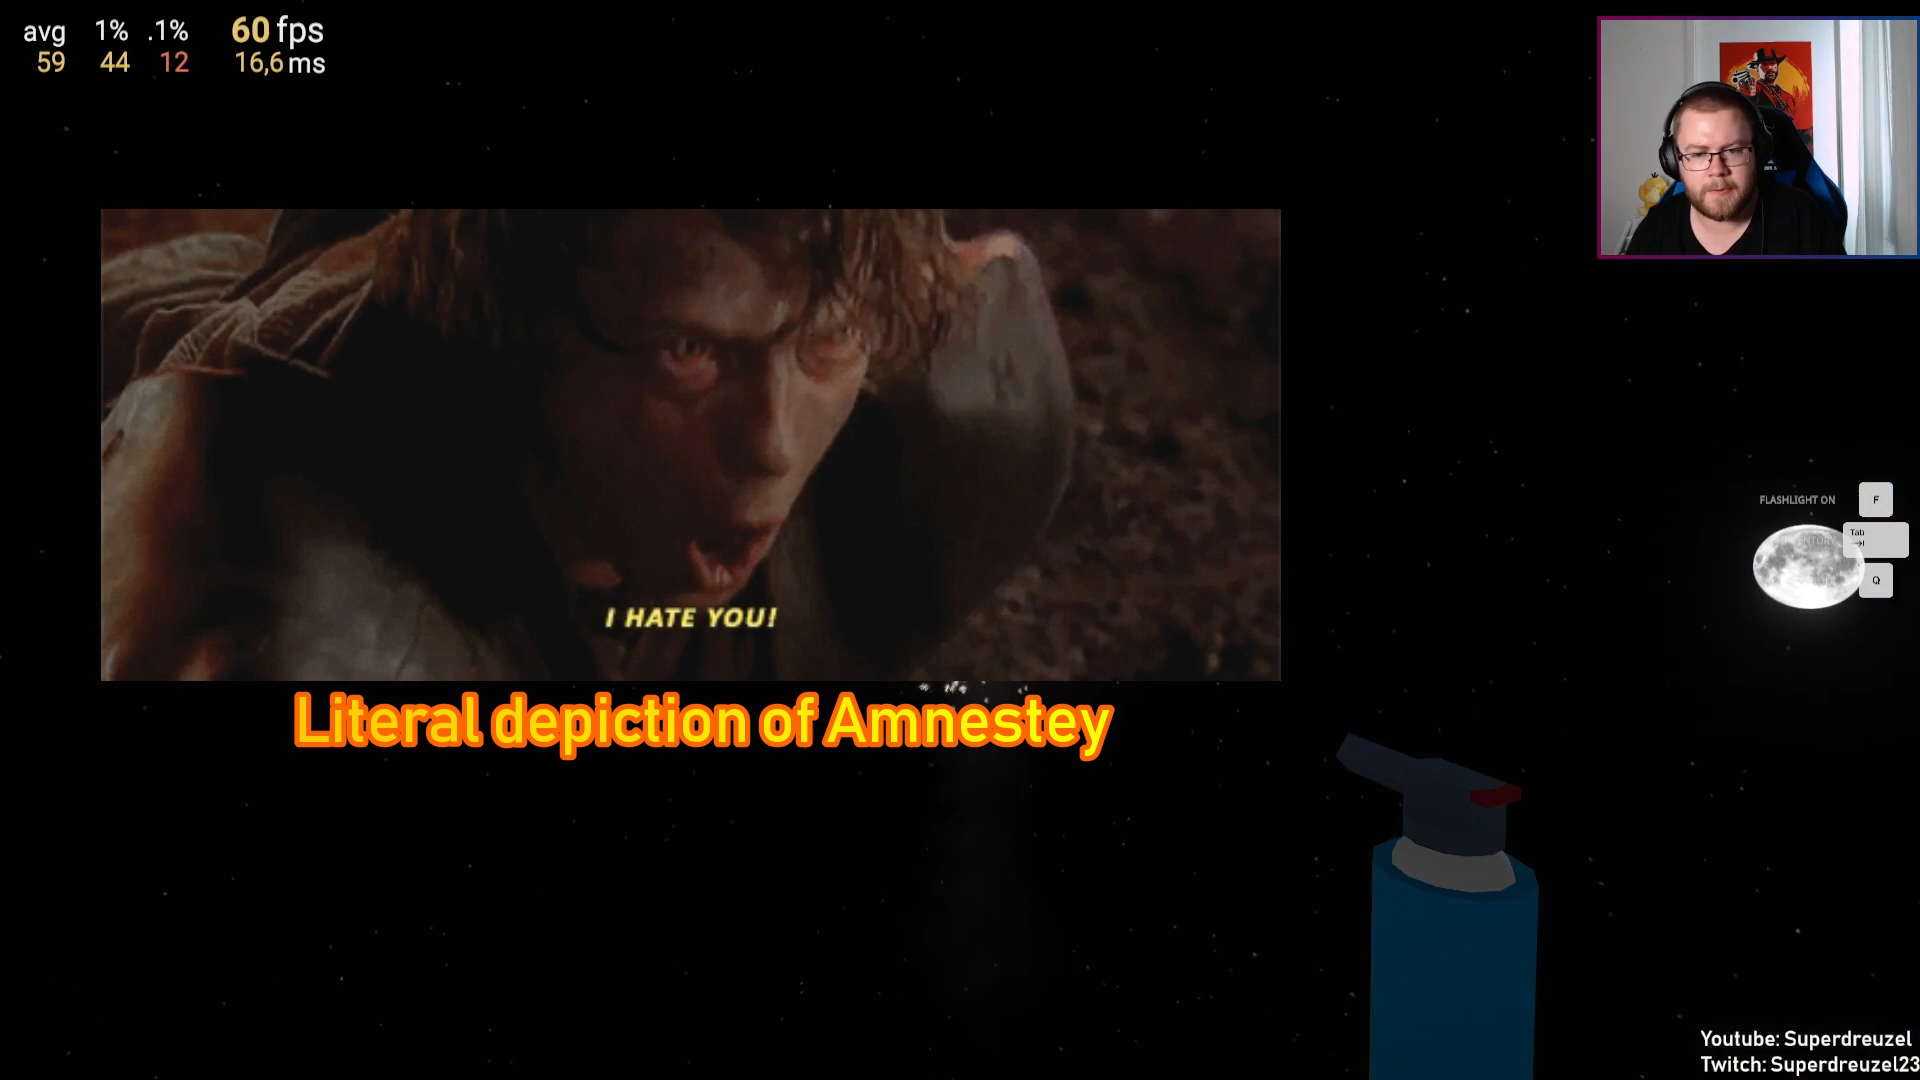 avg 1% .1% 60 fps
59 44 12 16,6 ms
FLASHLIGHT ON F
Tab
Q
I HATE YOU!
Literal depiction of Amnestey
Youtube: Superdreuzel
Twitch: Superdreuzel23